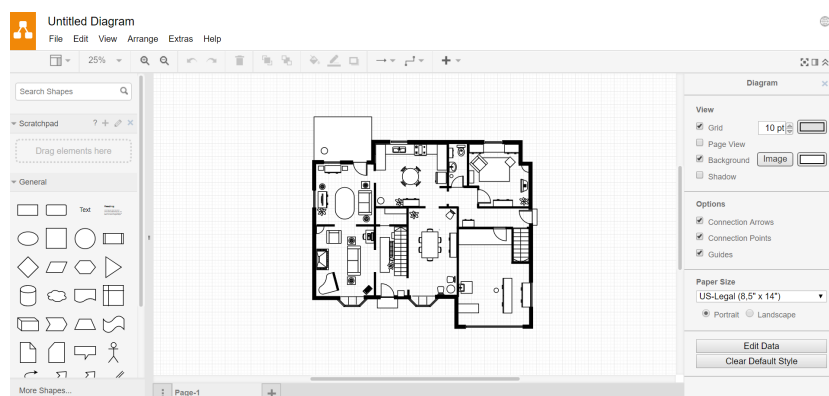 Untitled Diagram
File Edit View Arrange Extras Help
25%
Search Shapes
Scratchpad ?
Drag elements here
General
Text
More Shapes...
Page-1
Diagram
View
Grid 10 pt
Page View
Background Image
Shadow
Options
Connection Arrows
Connection Points
Guides
Paper Size
US-Legal (8,5" x 14")
Portrait Landscape
Edit Data
Clear Default Style